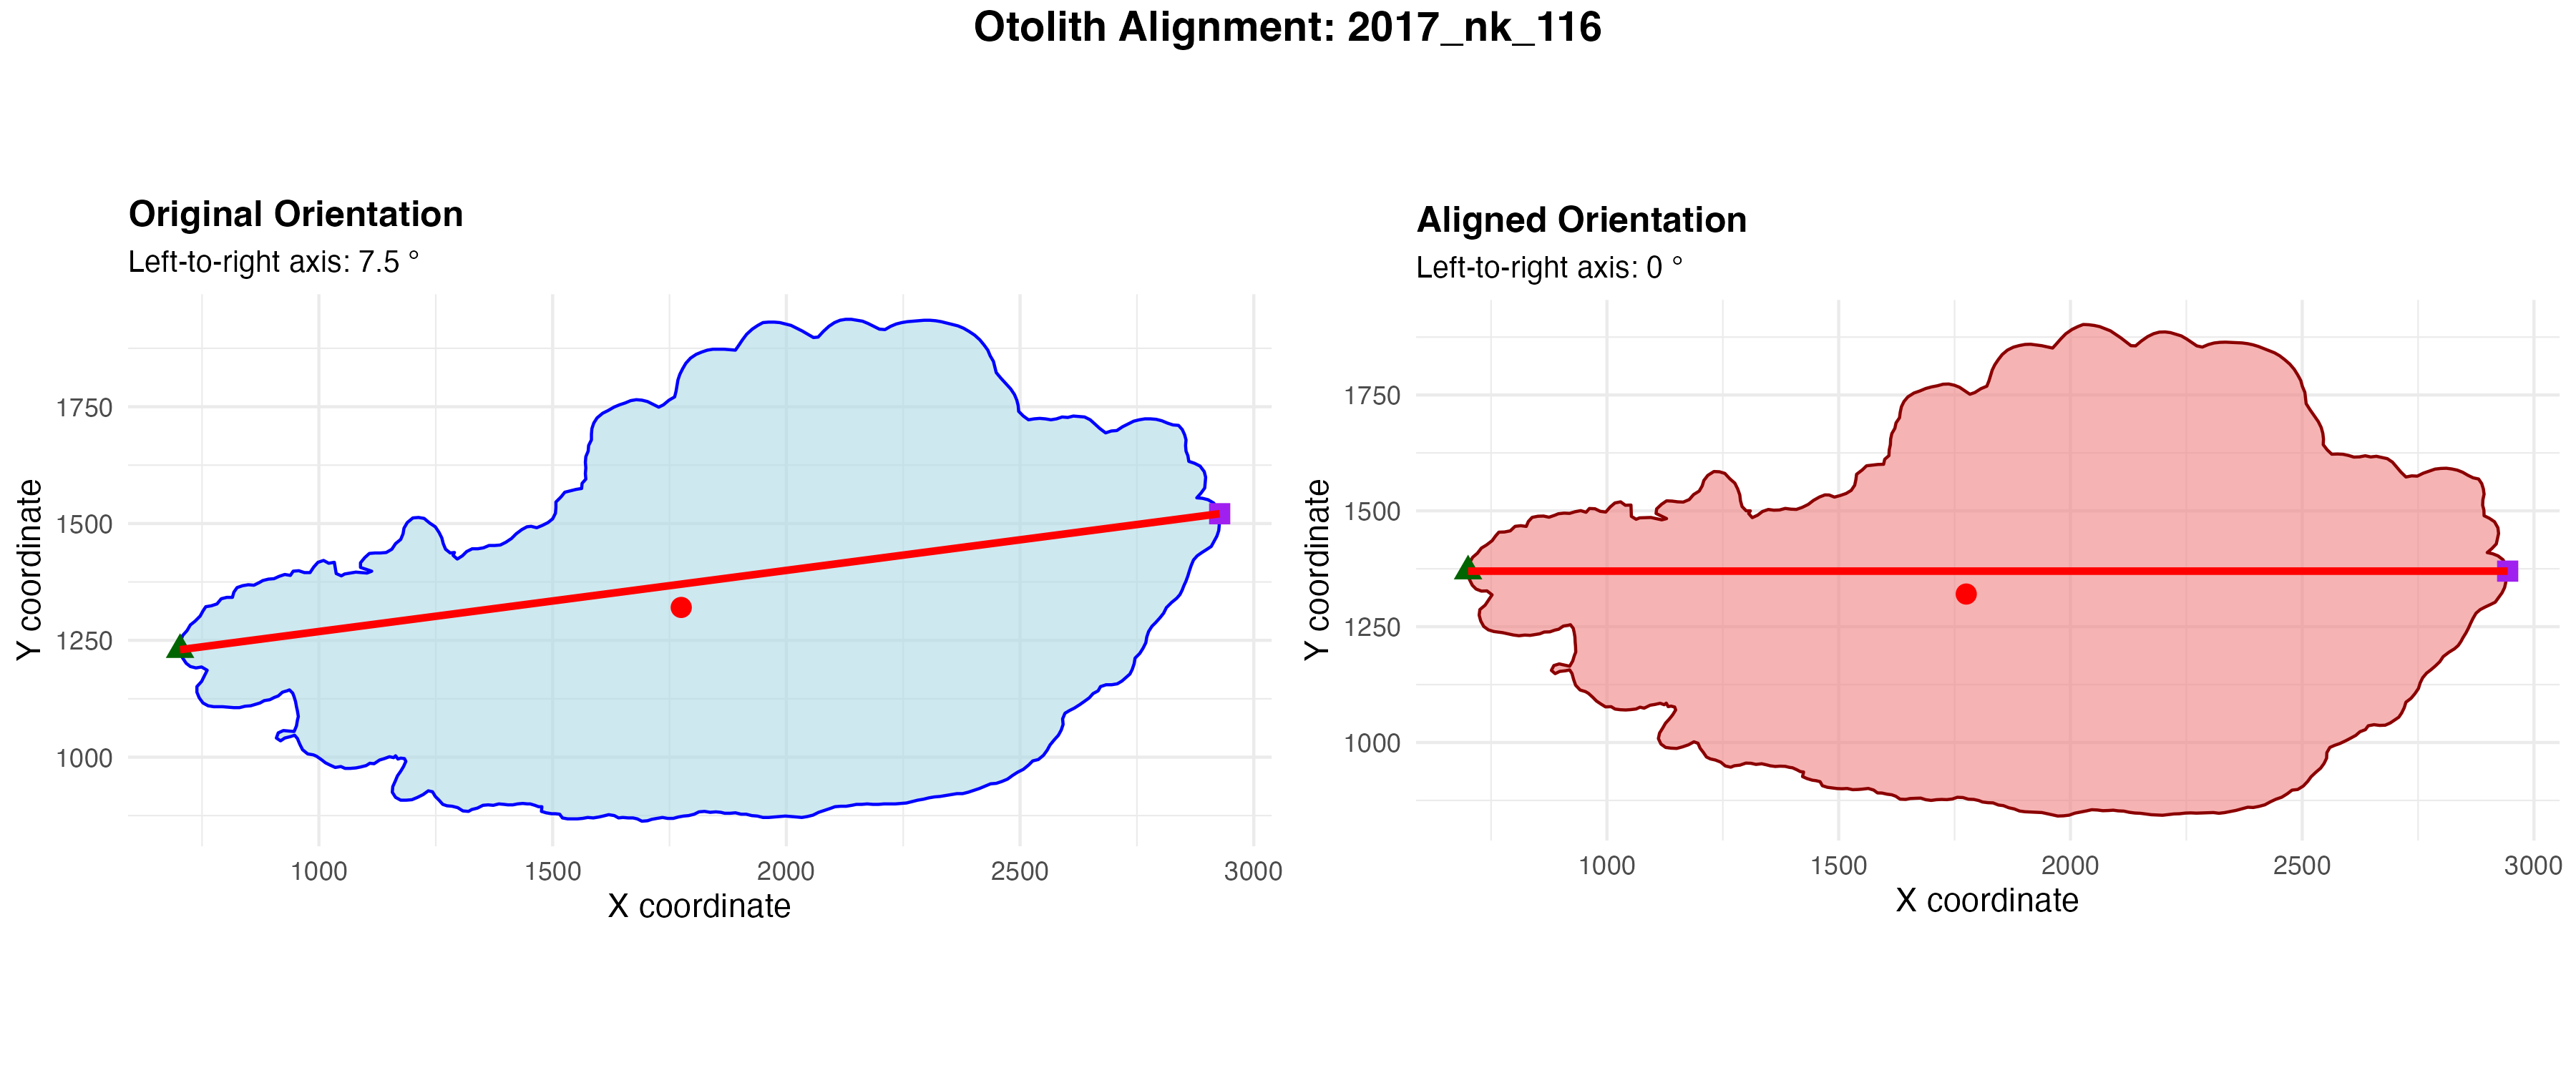 Otolith Alignment: 2017_nk_116
Original Orientation
Left-to-right axis: 7.5 °
1750
1500
1250
1000
Y coordinate
1000 1500 2000 2500 3000
X coordinate
Aligned Orientation
Left-to-right axis: 0 °
1750
1500
1250
1000
Y coordinate
1000 1500 2000 2500 3000
X coordinate